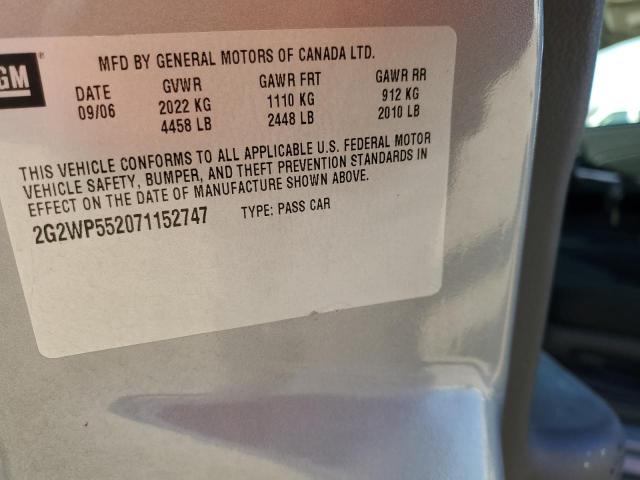 GM
MFD BY GENERAL MOTORS OF CANADA LTD.
DATE GVWR GAWR FRT GAWR RR
09/06 2022 KG 1110 KG 912 KG
4458 LB 2448 LB 2010 LB
THIS VEHICLE CONFORMS TO ALL APPLICABLE U.S. FEDERAL MOTOR
VEHICLE SAFETY, BUMPER, AND THEFT PREVENTION STANDARDS IN
EFFECT ON THE DATE OF MANUFACTURE SHOWN ABOVE.
2G2WP552071152747 TYPE: PASS CAR